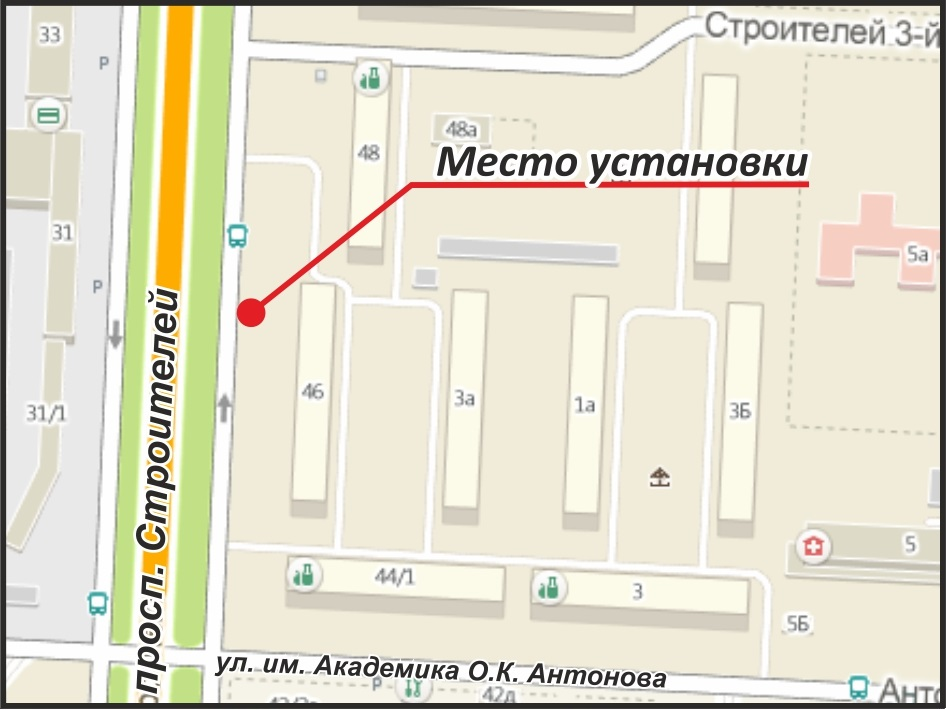 Строителей 3-й
33
P
48а
48
Место установки
31
5а
P
просп. Строителей
46
3а
1а
3Б
31/1
5
44/1
3
5Б
ул. им. Академика О.К. Антонова
P
42д
Анто